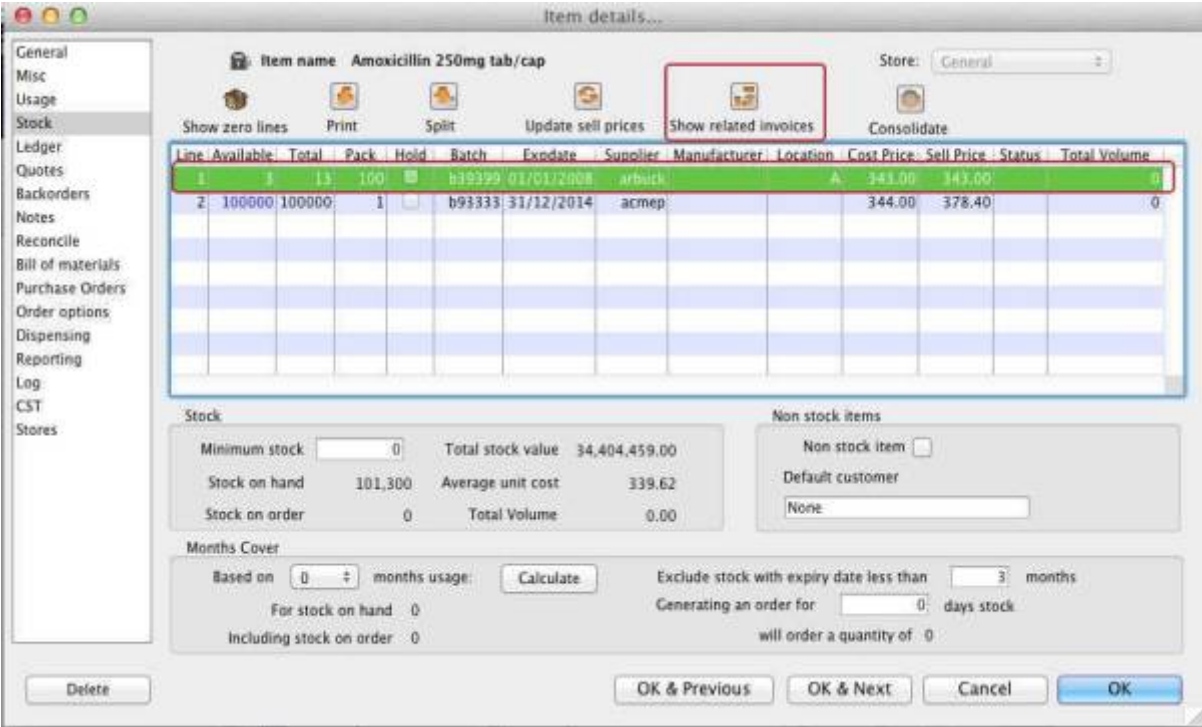 Item details...
General
Misc
Usage
Stock
Ledger
Quotes
Backorders
Notes
Reconcile
Bill of materials
Purchase Orders
Order options
Dispensing
Reporting
Log
CST
Stores
Item name Amoxicillin 250mg tab/cap Store: General
Show zero lines Print Split Update sell prices Show related invoices Consolidate
Line Available Total Pack Hold Batch Expdate Supplier Manufacturer Location Cost Price Sell Price Status Total Volume
1 3 13 100 b39399 01/01/2008 arbuck A 343.00 343.00 0
2 100000 100000 1 b93333 31/12/2014 acmep 344.00 378.40 0
Stock
Minimum stock 0 Total stock value 34,404,459.00
Stock on hand 101,300 Average unit cost 339.62
Stock on order 0 Total Volume 0.00
Non stock items
Non stock item
Default customer
None
Months Cover
Based on 0 months usage: Calculate Exclude stock with expiry date less than 3 months
For stock on hand 0 Generating an order for 0 days stock
Including stock on order 0 will order a quantity of 0
Delete OK & Previous OK & Next Cancel OK